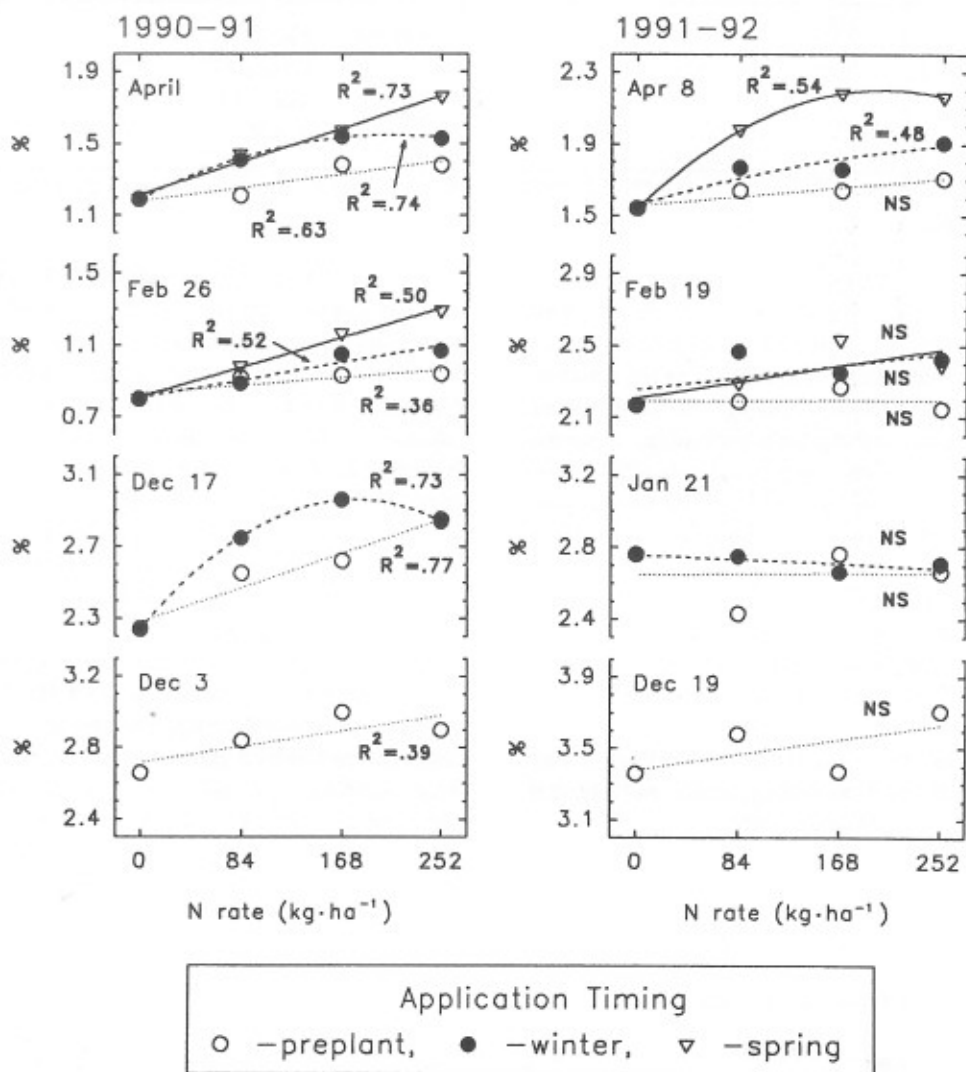 1990-91
April
%
1.9
1.5
1.1
R²=.73
R²=.74
R²=.63
Feb 26
%
1.5
1.1
0.7
R²=.50
R²=.52
R²=.36
Dec 17
%
3.1
2.7
2.3
R²=.73
R²=.77
Dec 3
%
3.2
2.8
2.4
R²=.39
0 84 168 252
N rate (kg·ha⁻¹)
1991-92
Apr 8
%
2.3
1.9
1.5
R²=.54
R²=.48
NS
Feb 19
%
2.9
2.5
2.1
NS
NS
NS
Jan 21
%
3.2
2.8
2.4
NS
NS
Dec 19
%
3.9
3.5
3.1
NS
0 84 168 252
N rate (kg·ha⁻¹)
Application Timing
○ -preplant, ● -winter, ▽ -spring